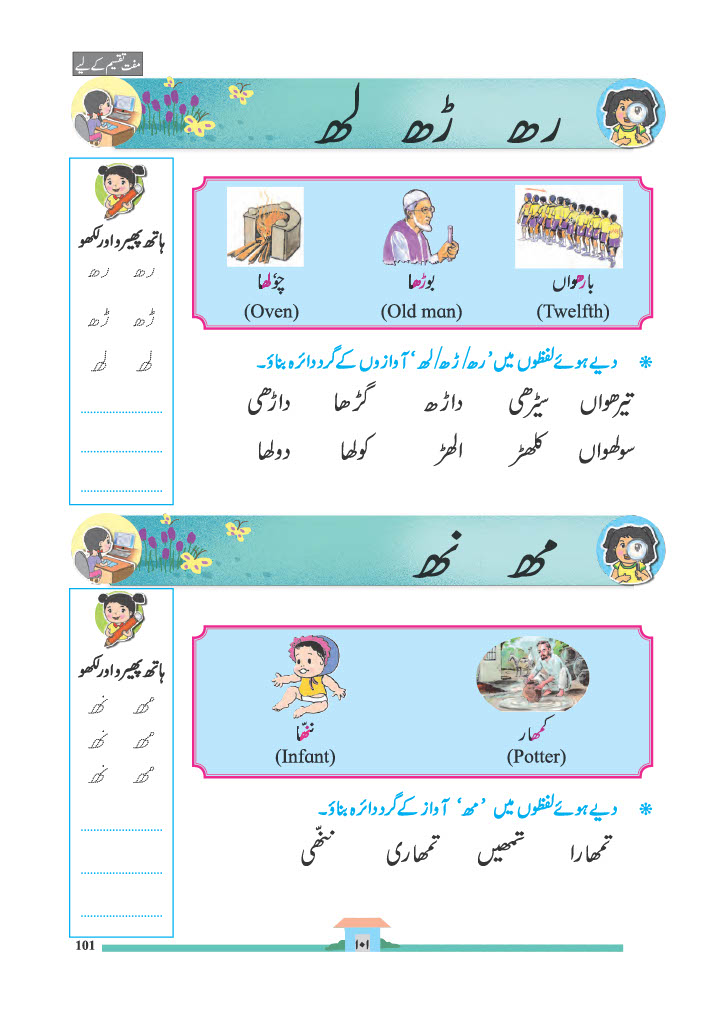 مفت تقسیم کے لیے
رھ ڑھ لھ
ہاتھ پھیرو اور لکھو
رھ رھ
ڑھ ڑھ
لھ لھ
بارھواں بوڑھا چولھا
(Twelfth) (Old man) (Oven)
دیے ہوئے لفظوں میں ’رھ/ ڑھ/ لھ‘ آوازوں کے گرد دائرہ بناؤ۔
تیرھواں سیڑھی داڑھ گڑھا داڑھی
سولھواں کلھڑ الھڑ کولھا دولھا
مھ نھ
ہاتھ پھیرو اور لکھو
مھ نھ
مھ نھ
مھ نھ
کمھار ننھّا
(Potter) (Infant)
دیے ہوئے لفظوں میں ’مھ‘ آواز کے گرد دائرہ بناؤ۔
تمھارا تمھیں تمھاری ننھّی
101
۱۰۱